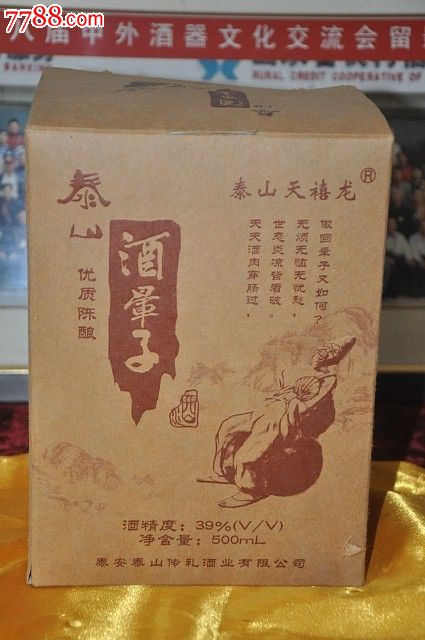 7788.com
八届中外酒器文化交流会留
RURAL CREDIT COOPERATIVE OF
泰山
优质陈酿
酒晕子
酒
泰山天禧龙®
做回晕子又如何?
无烦无恼无忧愁,
世态炎凉皆看破。
天天酒肉穿肠过,
酒精度: 39%(V/V)
净含量: 500mL
泰安泰山传礼酒业有限公司